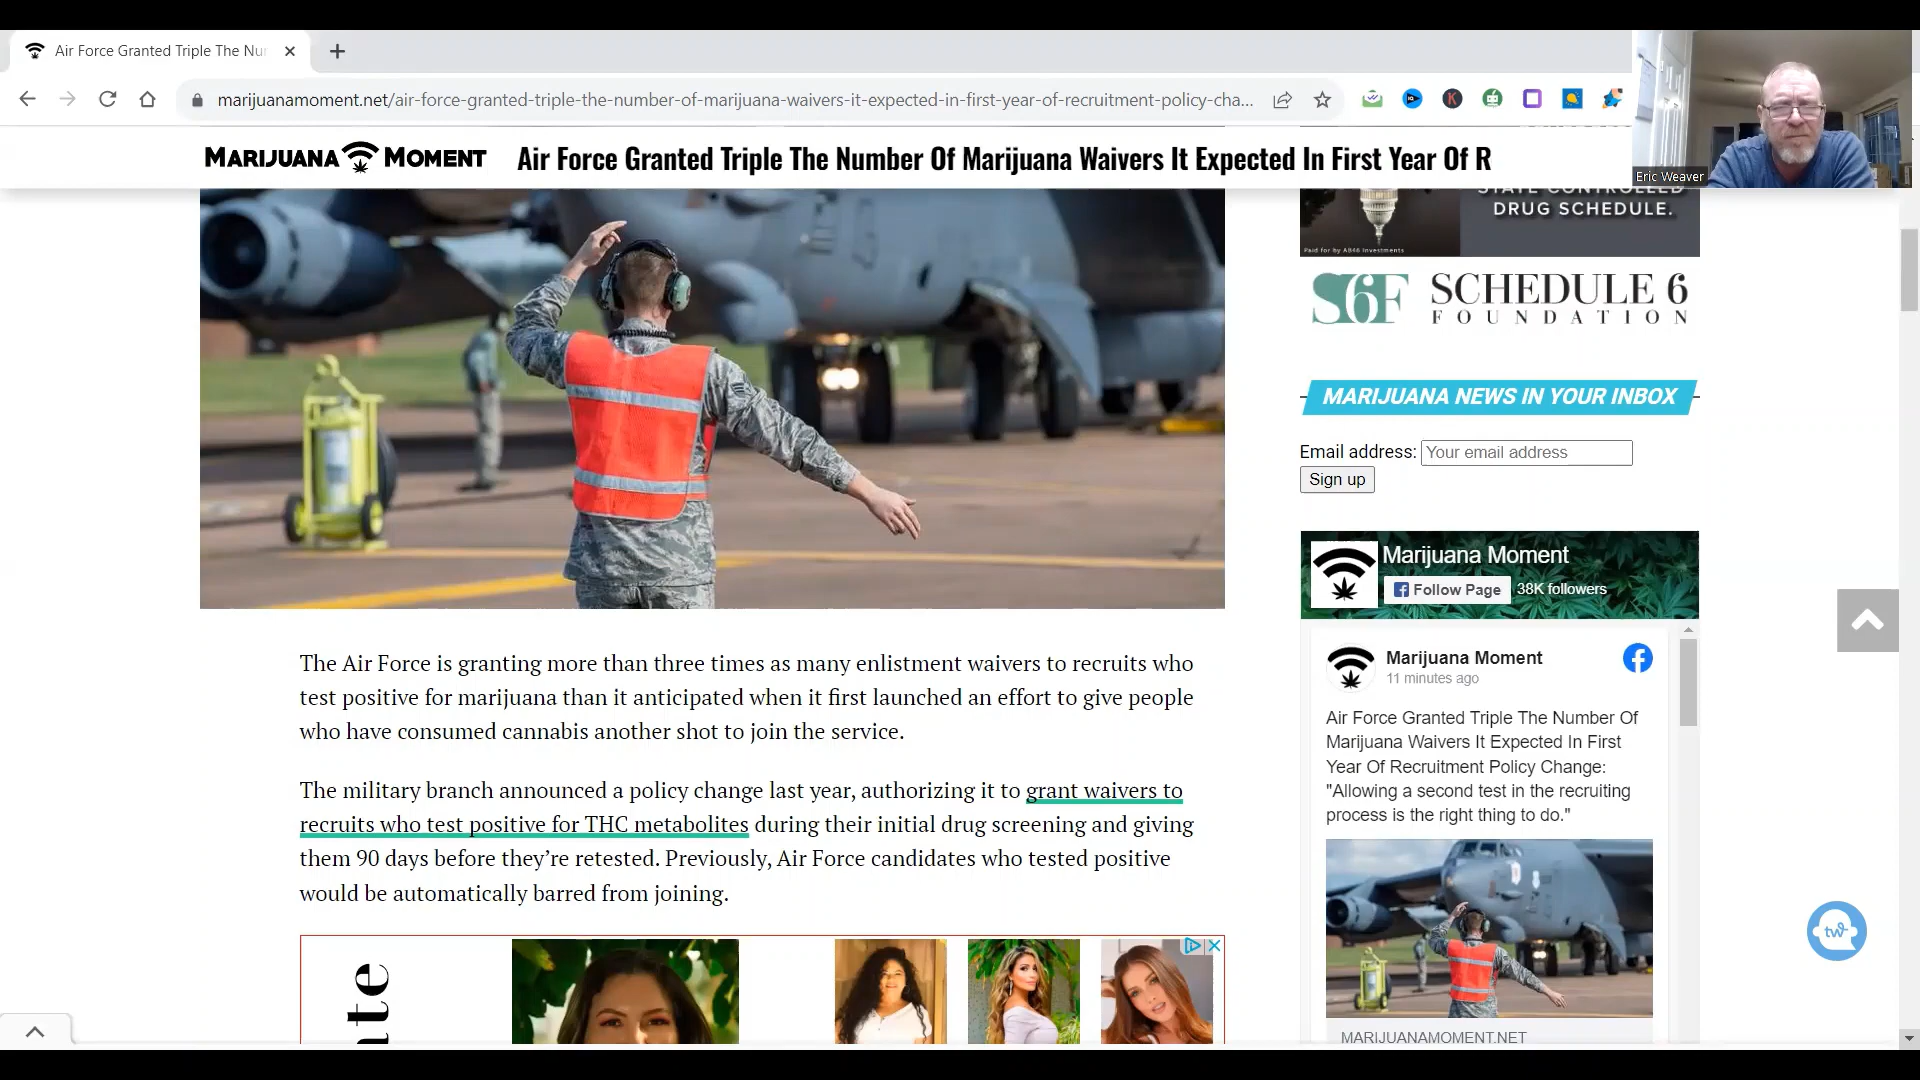 Air Force Granted Triple The Nu
marijuanamoment.net/air-force-granted-triple-the-number-of-marijuana-waivers-it-expected-in-first-year-of-recruitment-policy-cha...
MARIJUANA MOMENT
Air Force Granted Triple The Number Of Marijuana Waivers It Expected In First Year Of R
Eric Weaver
STATE CONTROLLED
DRUG SCHEDULE.
Paid for by AB46 Investments
S6F SCHEDULE 6
FOUNDATION
MARIJUANA NEWS IN YOUR INBOX
Email address: Your email address
Sign up
Marijuana Moment
Follow Page 38K followers
Marijuana Moment
11 minutes ago
Air Force Granted Triple The Number Of
Marijuana Waivers It Expected In First
Year Of Recruitment Policy Change:
"Allowing a second test in the recruiting
process is the right thing to do."
MARIJUANAMOMENT.NET
The Air Force is granting more than three times as many enlistment waivers to recruits who
test positive for marijuana than it anticipated when it first launched an effort to give people
who have consumed cannabis another shot to join the service.
The military branch announced a policy change last year, authorizing it to grant waivers to
recruits who test positive for THC metabolites during their initial drug screening and giving
them 90 days before they’re retested. Previously, Air Force candidates who tested positive
would be automatically barred from joining.
tw